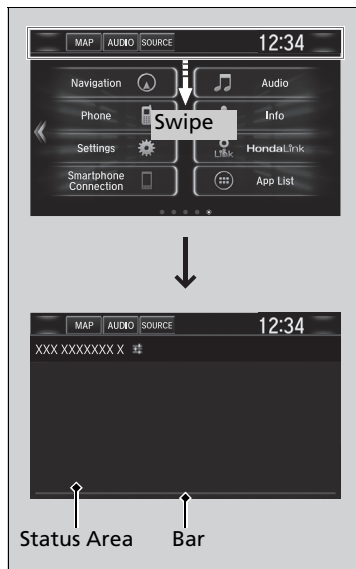 MAP AUDIO SOURCE 12:34
Navigation Audio
Phone Info
Swipe
Settings Link HondaLink
Smartphone
Connection App List
MAP AUDIO SOURCE 12:34
XXX XXXXXXX X
Status Area Bar